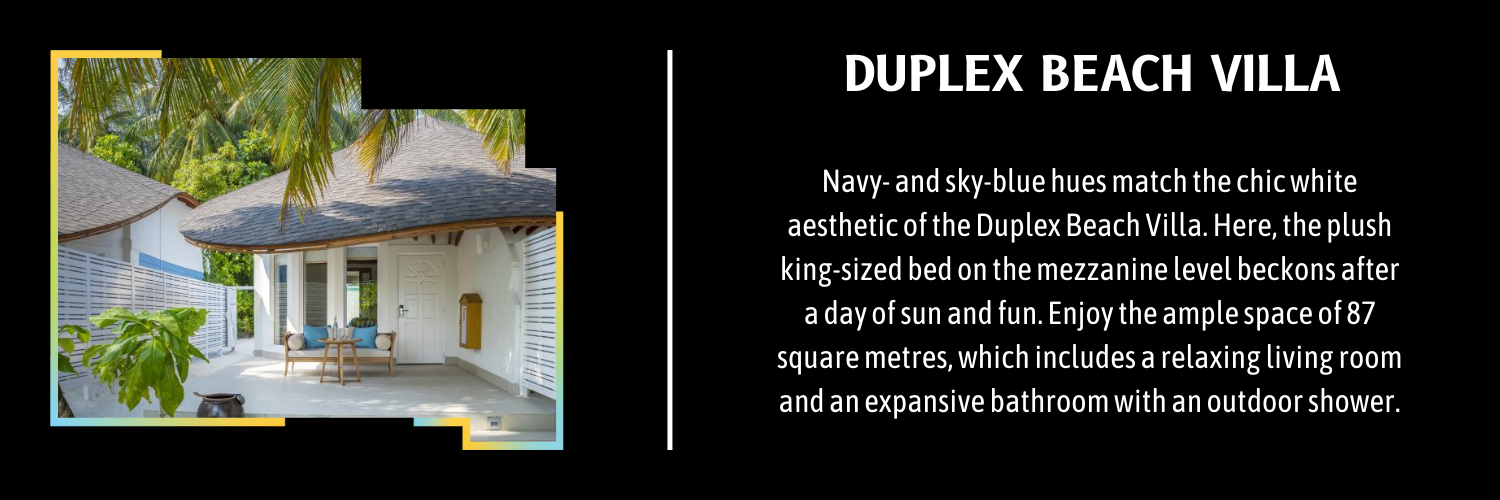 DUPLEX BEACH VILLA
Navy- and sky-blue hues match the chic white
aesthetic of the Duplex Beach Villa. Here, the plush
king-sized bed on the mezzanine level beckons after
a day of sun and fun. Enjoy the ample space of 87
square metres, which includes a relaxing living room
and an expansive bathroom with an outdoor shower.